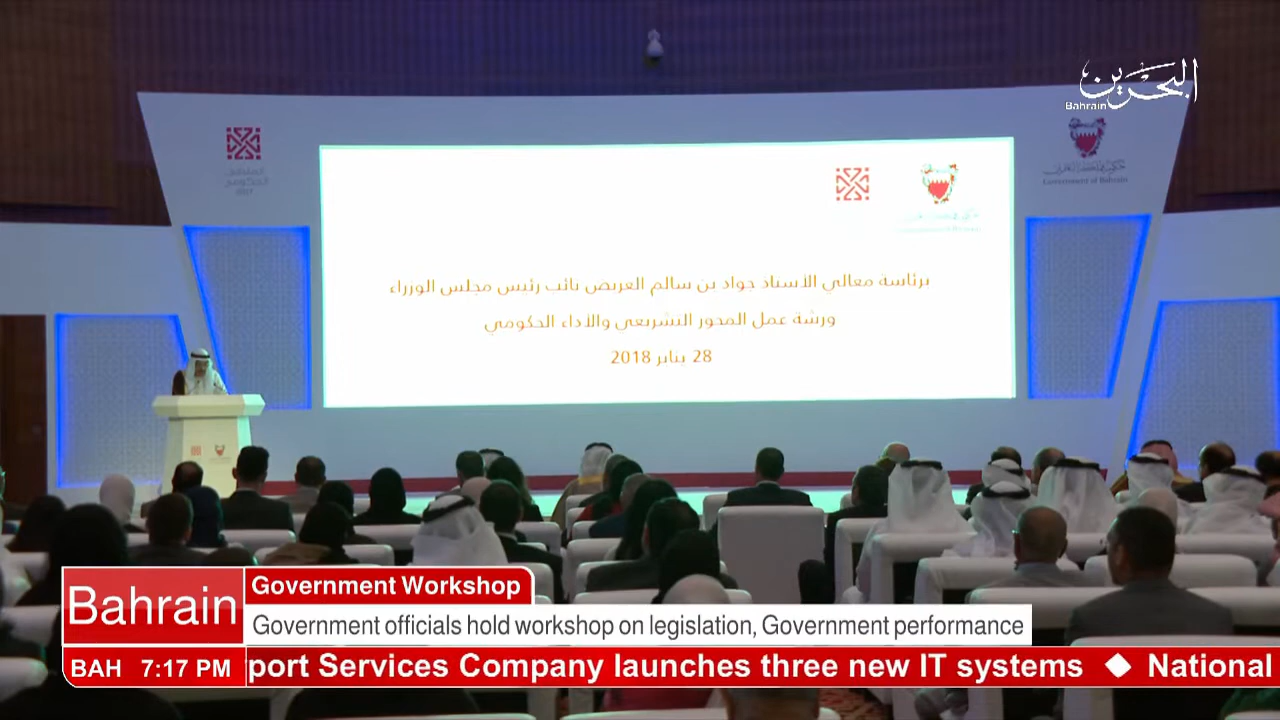 البحرين
Bahrain
الملتقى
الحكومي
Government of Bahrain
برئاسة معالي الأستاذ جواد بن سالم العريض نائب رئيس مجلس الوزراء
ورشة عمل المحور التشريعي والأداء الحكومي
28 يناير 2018
Bahrain
Government Workshop
Government officials hold workshop on legislation, Government performance
BAH 7:17 PM
port Services Company launches three new IT systems ◆ National